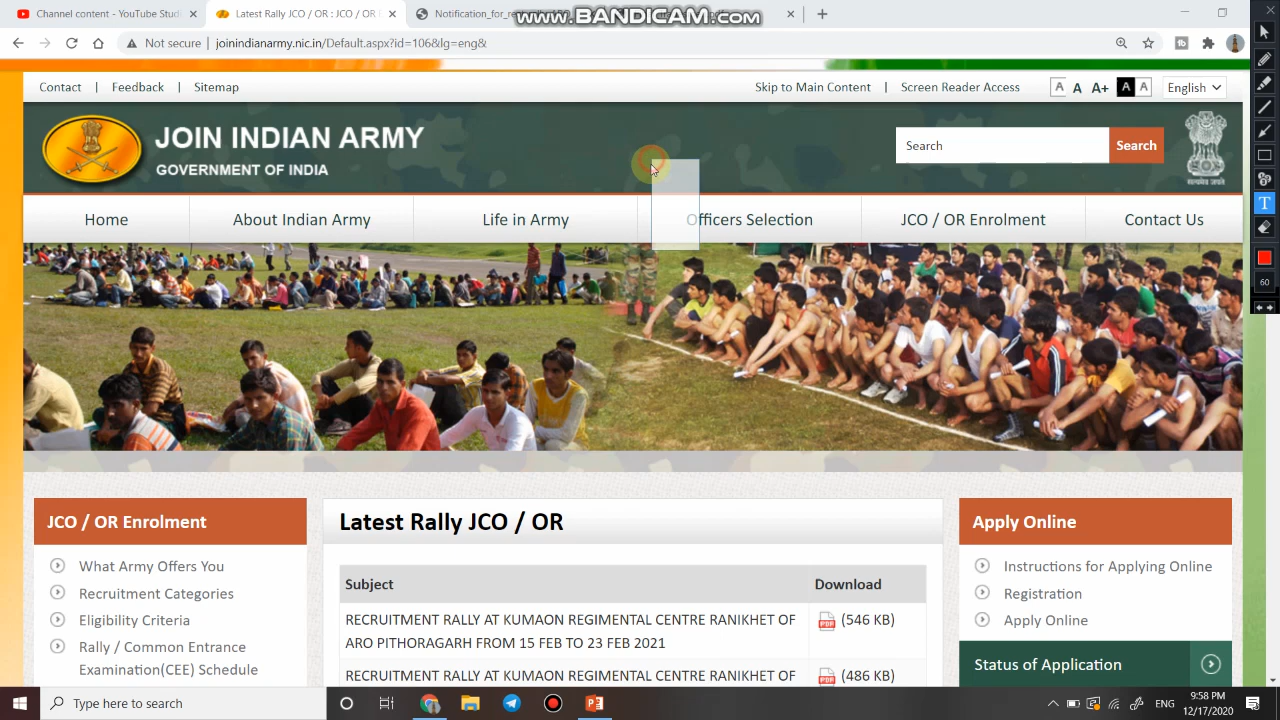 Channel content - YouTube Studi
Latest Rally JCO / OR : JCO / OR
Notification_for_re
www.BANDICAM.com
Not secure | joinindianarmy.nic.in/Default.aspx?id=106&lg=eng&
Contact | Feedback | Sitemap
Skip to Main Content | Screen Reader Access
A A A+ A A English
JOIN INDIAN ARMY
GOVERNMENT OF INDIA
Search Search
सत्यमेव जयते
Home About Indian Army Life in Army Officers Selection JCO / OR Enrolment Contact Us
T
60
JCO / OR Enrolment
What Army Offers You
Recruitment Categories
Eligibility Criteria
Rally / Common Entrance
Examination(CEE) Schedule
Latest Rally JCO / OR
Subject Download
RECRUITMENT RALLY AT KUMAON REGIMENTAL CENTRE RANIKHET OF
ARO PITHORAGARH FROM 15 FEB TO 23 FEB 2021
PDF (546 KB)
RECRUITMENT RALLY AT KUMAON REGIMENTAL CENTRE RANIKHET OF
PDF (486 KB)
Apply Online
Instructions for Applying Online
Registration
Apply Online
Status of Application
Type here to search
ENG
9:58 PM
12/17/2020